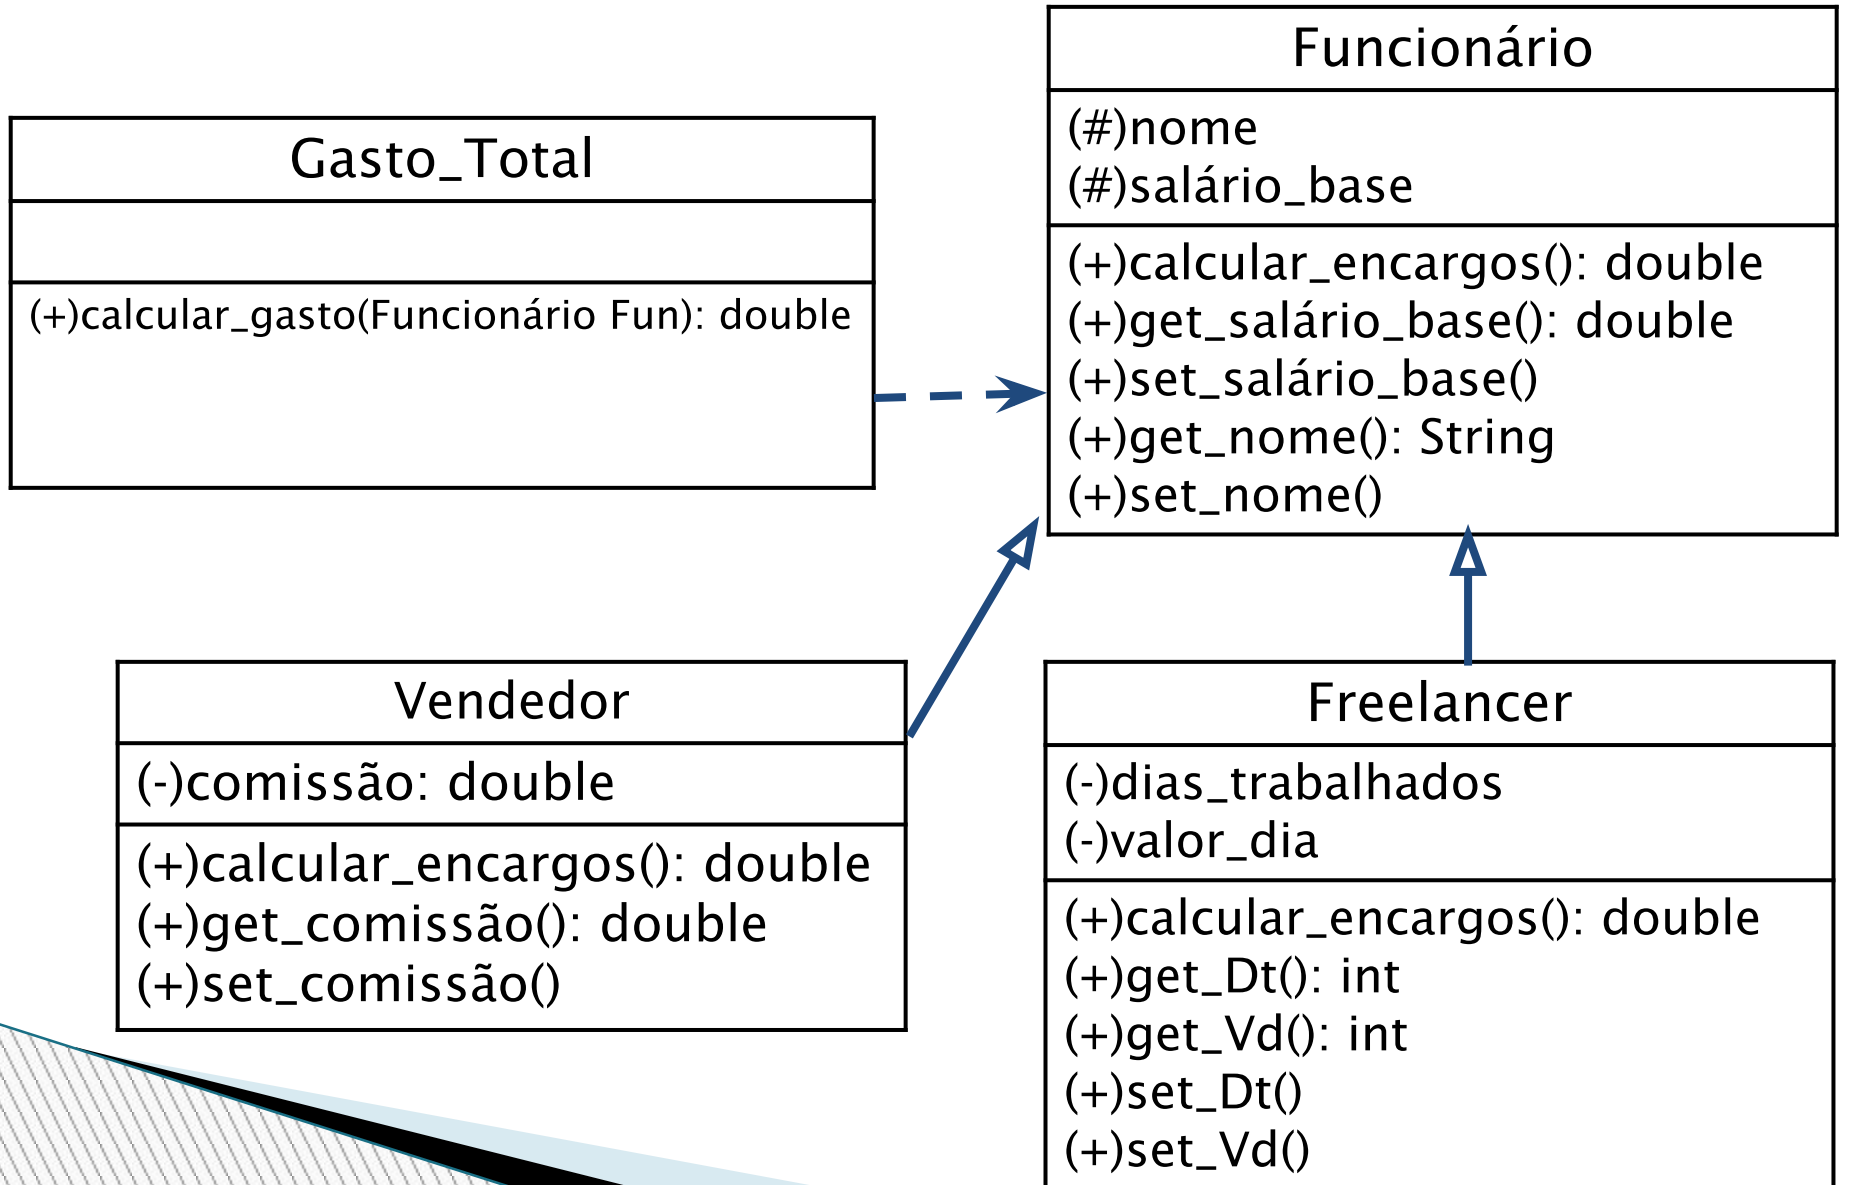 Gasto_Total
(+)calcular_gasto(Funcionário Fun): double
Funcionário
(#)nome
(#)salário_base
(+)calcular_encargos(): double
(+)get_salário_base(): double
(+)set_salário_base()
(+)get_nome(): String
(+)set_nome()
Vendedor
(-)comissão: double
(+)calcular_encargos(): double
(+)get_comissão(): double
(+)set_comissão()
Freelancer
(-)dias_trabalhados
(-)valor_dia
(+)calcular_encargos(): double
(+)get_Dt(): int
(+)get_Vd(): int
(+)set_Dt()
(+)set_Vd()